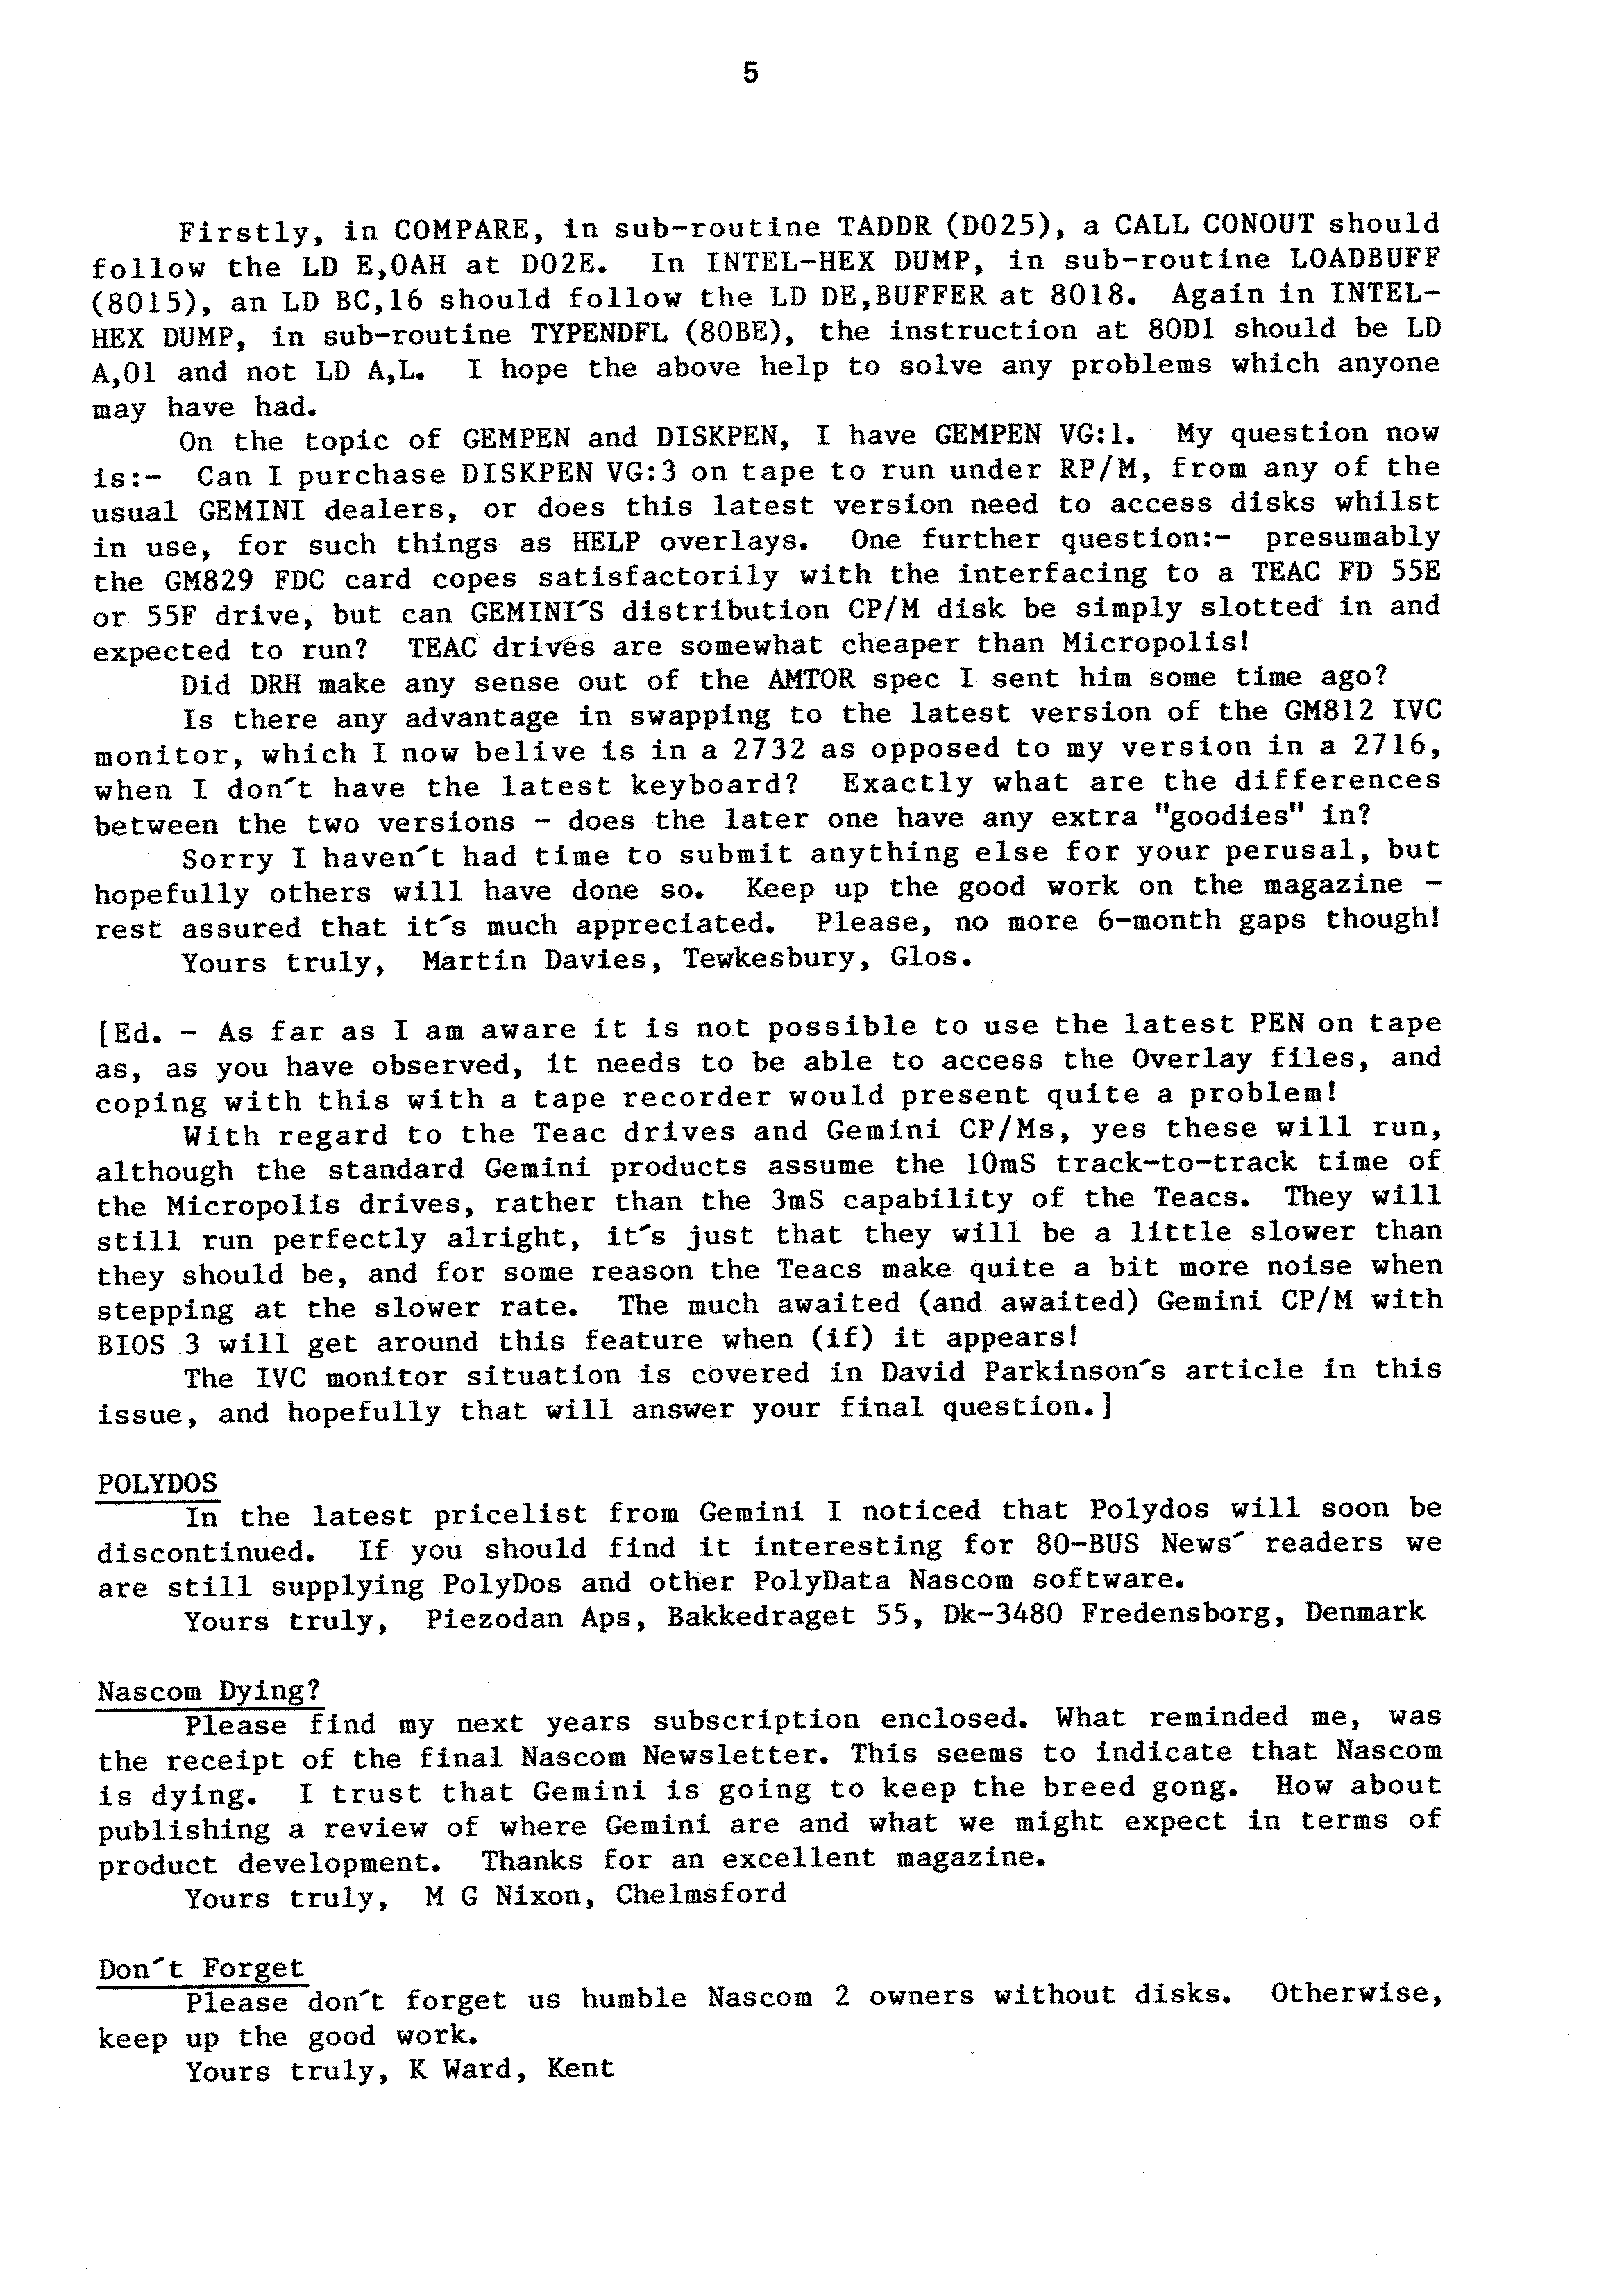 5
Firstly, in COMPARE, in sub-routine TADDR (D025), a CALL CONOUT should
follow the LD E,0AH at D02E. In INTEL-HEX DUMP, in sub-routine LOADBUFF
(8015), an LD BC,16 should follow the LD DE,BUFFER at 8018. Again in INTEL-
HEX DUMP, in sub-routine TYPENDFL (80BE), the instruction at 80D1 should be LD
A,01 and not LD A,L. I hope the above help to solve any problems which anyone
may have had.
On the topic of GEMPEN and DISKPEN, I have GEMPEN VG:1. My question now
is:- Can I purchase DISKPEN VG:3 on tape to run under RP/M, from any of the
usual GEMINI dealers, or does this latest version need to access disks whilst
in use, for such things as HELP overlays. One further question:- presumably
the GM829 FDC card copes satisfactorily with the interfacing to a TEAC FD 55E
or 55F drive, but can GEMINI'S distribution CP/M disk be simply slotted in and
expected to run? TEAC drives are somewhat cheaper than Micropolis!
Did DRH make any sense out of the AMTOR spec I sent him some time ago?
Is there any advantage in swapping to the latest version of the GM812 IVC
monitor, which I now belive is in a 2732 as opposed to my version in a 2716,
when I don't have the latest keyboard? Exactly what are the differences
between the two versions - does the later one have any extra "goodies" in?
Sorry I haven't had time to submit anything else for your perusal, but
hopefully others will have done so. Keep up the good work on the magazine -
rest assured that it's much appreciated. Please, no more 6-month gaps though!
Yours truly, Martin Davies, Tewkesbury, Glos.
[Ed. - As far as I am aware it is not possible to use the latest PEN on tape
as, as you have observed, it needs to be able to access the Overlay files, and
coping with this with a tape recorder would present quite a problem!
With regard to the Teac drives and Gemini CP/Ms, yes these will run,
although the standard Gemini products assume the 10mS track-to-track time of
the Micropolis drives, rather than the 3mS capability of the Teacs. They will
still run perfectly alright, it's just that they will be a little slower than
they should be, and for some reason the Teacs make quite a bit more noise when
stepping at the slower rate. The much awaited (and awaited) Gemini CP/M with
BIOS 3 will get around this feature when (if) it appears!
The IVC monitor situation is covered in David Parkinson's article in this
issue, and hopefully that will answer your final question.]
POLYDOS
In the latest pricelist from Gemini I noticed that Polydos will soon be
discontinued. If you should find it interesting for 80-BUS News' readers we
are still supplying PolyDos and other PolyData Nascom software.
Yours truly, Piezodan Aps, Bakkedraget 55, Dk-3480 Fredensborg, Denmark
Nascom Dying?
Please find my next years subscription enclosed. What reminded me, was
the receipt of the final Nascom Newsletter. This seems to indicate that Nascom
is dying. I trust that Gemini is going to keep the breed gong. How about
publishing a review of where Gemini are and what we might expect in terms of
product development. Thanks for an excellent magazine.
Yours truly, M G Nixon, Chelmsford
Don't Forget
Please don't forget us humble Nascom 2 owners without disks. Otherwise,
keep up the good work.
Yours truly, K Ward, Kent